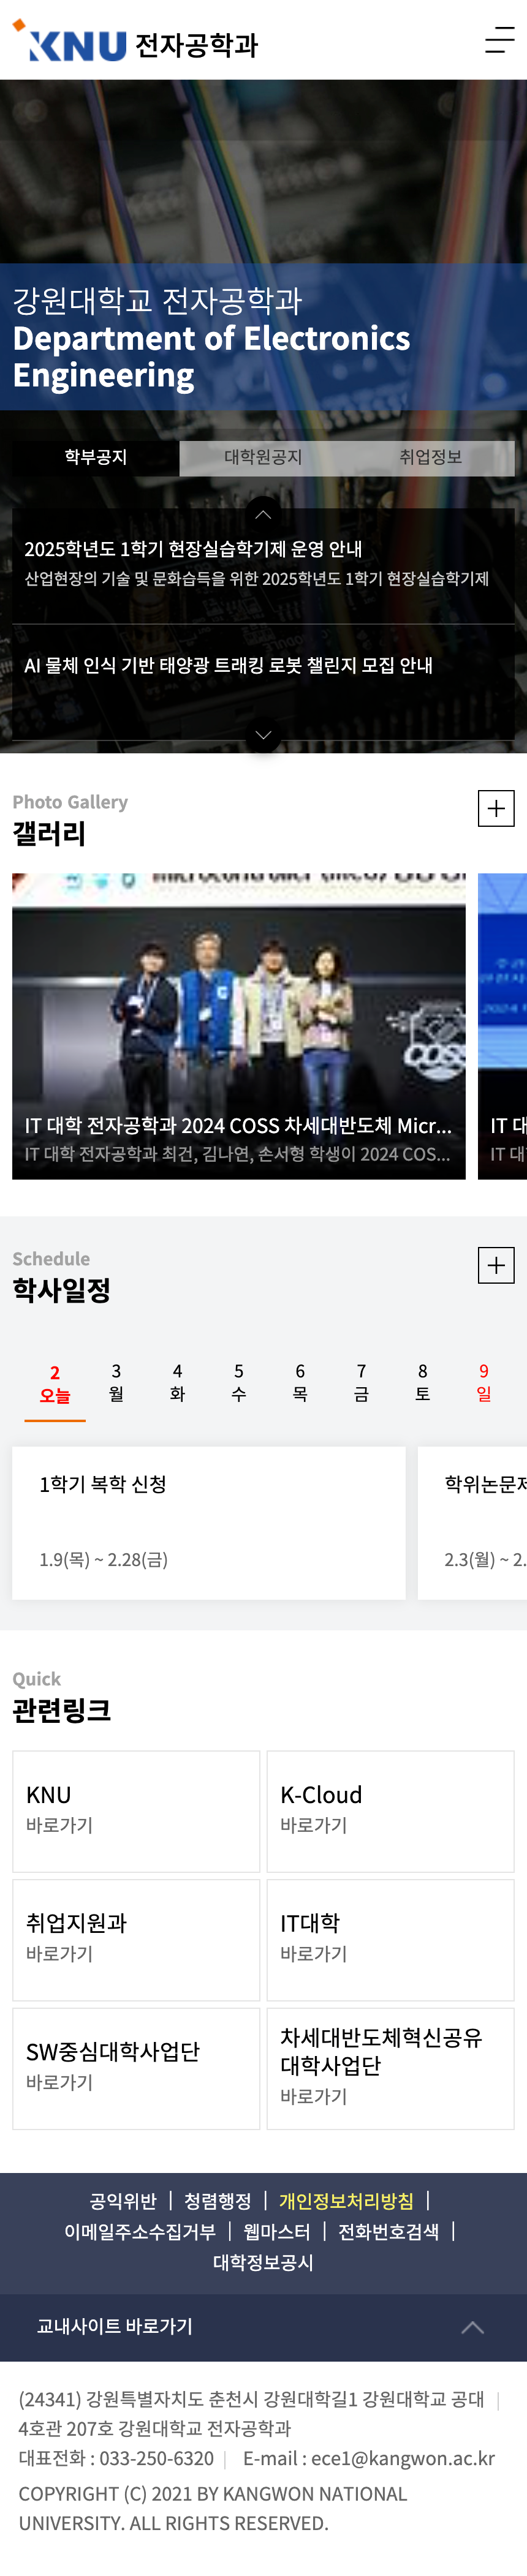 KNU 전자공학과
강원대학교 전자공학과
Department of Electronics
Engineering
학부공지
대학원공지
취업정보
2025학년도 1학기 현장실습학기제 운영 안내
산업현장의 기술 및 문화습득을 위한 2025학년도 1학기 현장실습학기제
AI 물체 인식 기반 태양광 트래킹 로봇 챌린지 모집 안내
Photo Gallery
갤러리
IT 대학 전자공학과 2024 COSS 차세대반도체 Micr...
IT 대학 전자공학과 최건, 김나연, 손서형 학생이 2024 COS...
IT 대
IT 대
Schedule
학사일정
2 3 4 5 6 7 8 9
오늘 월 화 수 목 금 토 일
1학기 복학 신청
1.9(목) ~ 2.28(금)
학위논문제
2.3(월) ~ 2.
Quick
관련링크
KNU
바로가기
K-Cloud
바로가기
취업지원과
바로가기
IT대학
바로가기
SW중심대학사업단
바로가기
차세대반도체혁신공유
대학사업단
바로가기
공익위반 | 청렴행정 | 개인정보처리방침 |
이메일주소수집거부 | 웹마스터 | 전화번호검색 |
대학정보공시
교내사이트 바로가기
(24341) 강원특별자치도 춘천시 강원대학길1 강원대학교 공대 |
4호관 207호 강원대학교 전자공학과
대표전화 : 033-250-6320 | E-mail : ece1@kangwon.ac.kr
COPYRIGHT (C) 2021 BY KANGWON NATIONAL
UNIVERSITY. ALL RIGHTS RESERVED.